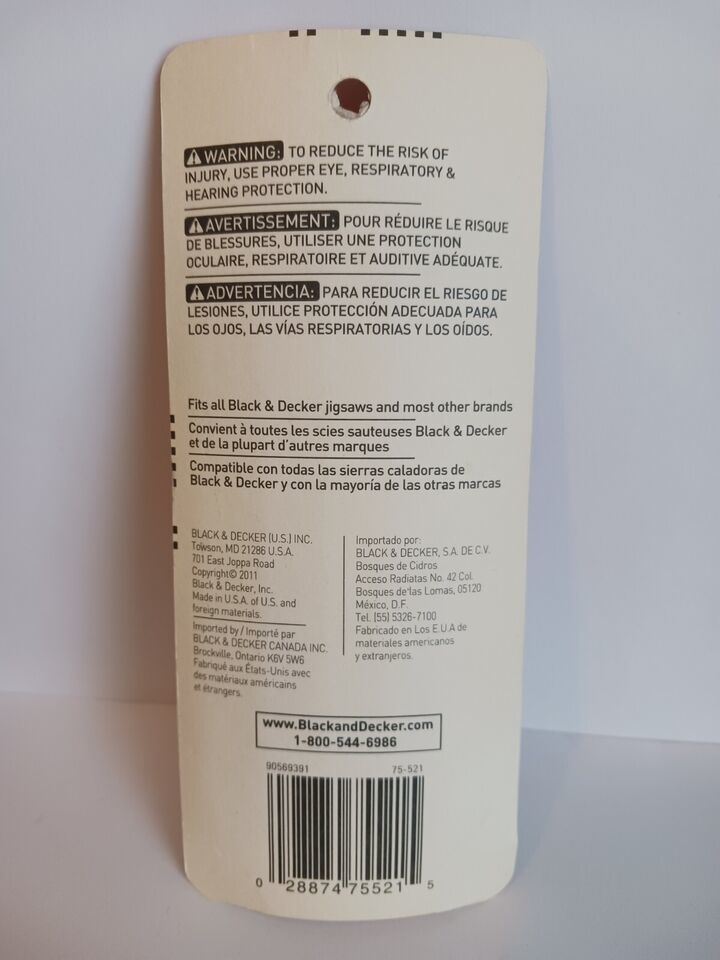 WARNING: TO REDUCE THE RISK OF
INJURY, USE PROPER EYE, RESPIRATORY &
HEARING PROTECTION.
AVERTISSEMENT: POUR RÉDUIRE LE RISQUE
DE BLESSURES, UTILISER UNE PROTECTION
OCULAIRE, RESPIRATOIRE ET AUDITIVE ADÉQUATE.
ADVERTENCIA: PARA REDUCIR EL RIESGO DE
LESIONES, UTILICE PROTECCIÓN ADECUADA PARA
LOS OJOS, LAS VÍAS RESPIRATORIAS Y LOS OÍDOS.
Fits all Black & Decker jigsaws and most other brands
Convient à toutes les scies sauteuses Black & Decker
et de la plupart d'autres marques
Compatible con todas las sierras caladoras de
Black & Decker y con la mayoría de las otras marcas
BLACK & DECKER (U.S.) INC.
Towson, MD 21286 U.S.A.
701 East Joppa Road
Copyright© 2011
Black & Decker, Inc.
Made in U.S.A. of U.S. and
foreign materials.
Imported by / Importé par
BLACK & DECKER CANADA INC.
Brockville, Ontario K6V 5W6
Fabriqué aux États-Unis avec
des matériaux américains
et étrangers.
Importado por:
BLACK & DECKER, S.A. DE C.V.
Bosques de Cidros
Acceso Radiatas No. 42 Col.
Bosques de las Lomas, 05120
México, D.F.
Tel. (55) 5326-7100
Fabricado en Los E.U.A de
materiales americanos
y extranjeros.
www.BlackandDecker.com
1-800-544-6986
90569391 75-521
0 28874 75521 5